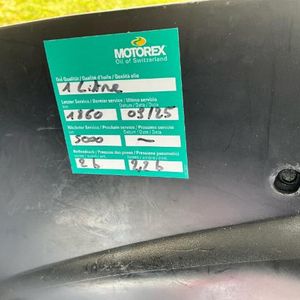 MOTOREX
Oil of Switzerland
Öl Qualität / Qualité d'huile / Qualità olio
1 Litre
Letzter Service / Dernier service / Ultimo servizio
km Datum / Date / Data
1860 03/25
Nächster Service / Prochain service / Prossimo servizio
km Datum / Date / Data
5000 ~
Reifendruck / Pression des pneus / Pressione pneumatici
2,6 2,6